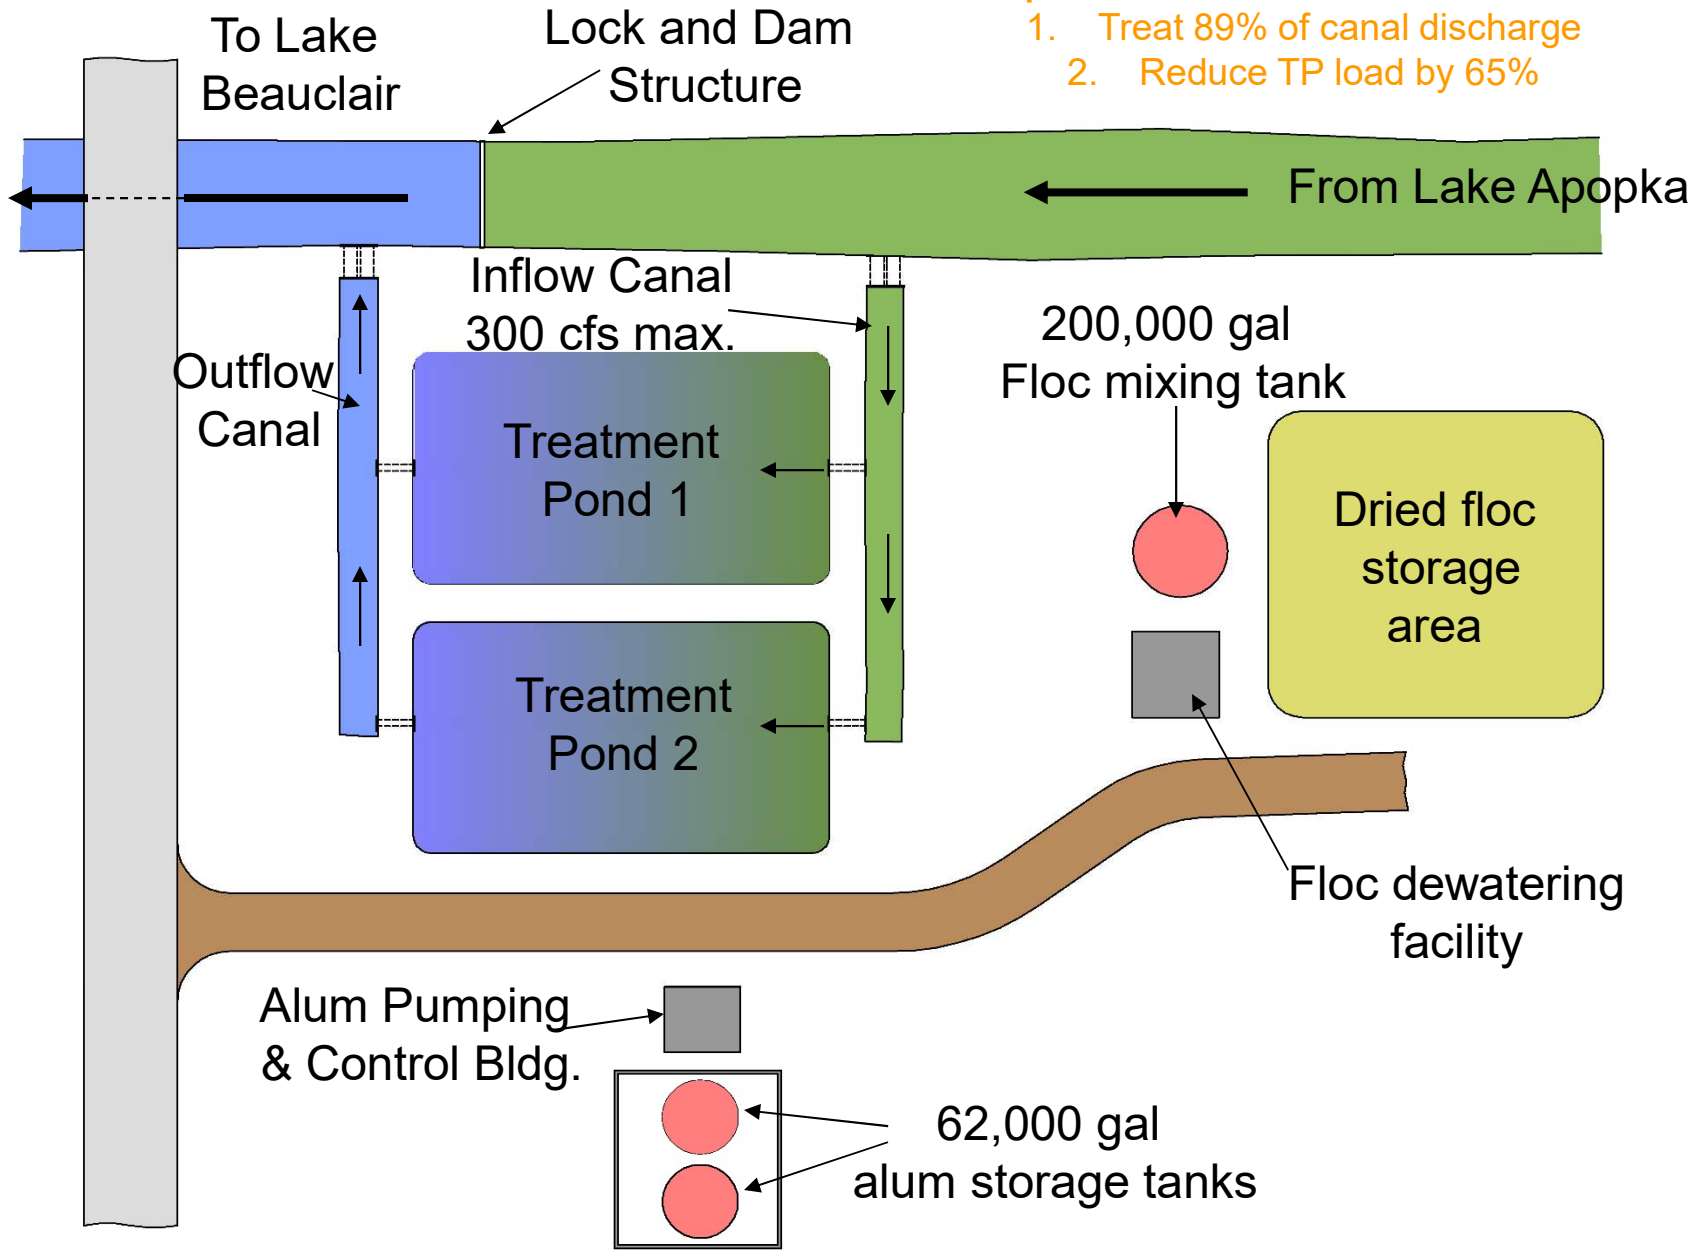 1. Treat 89% of canal discharge
2. Reduce TP load by 65%
To Lake
Beauclair
Lock and Dam
Structure
From Lake Apopka
Inflow Canal
300 cfs max.
200,000 gal
Floc mixing tank
Outflow
Canal
Treatment
Pond 1
Dried floc
storage
area
Treatment
Pond 2
Floc dewatering
facility
Alum Pumping
& Control Bldg.
62,000 gal
alum storage tanks